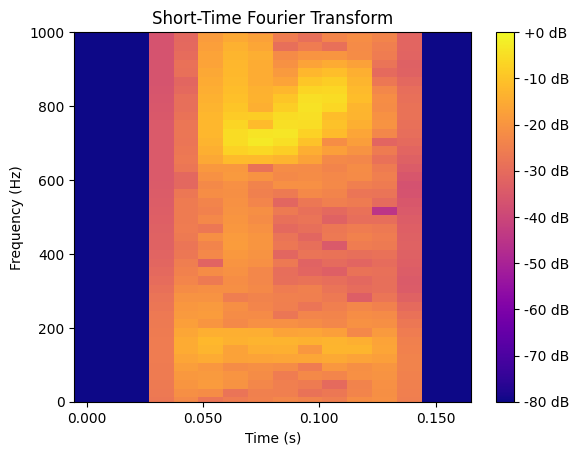 Short-Time Fourier Transform
1000
800
600
400
200
0
Frequency (Hz)
0.000
0.050
0.100
0.150
Time (s)
+0 dB
-10 dB
-20 dB
-30 dB
-40 dB
-50 dB
-60 dB
-70 dB
-80 dB